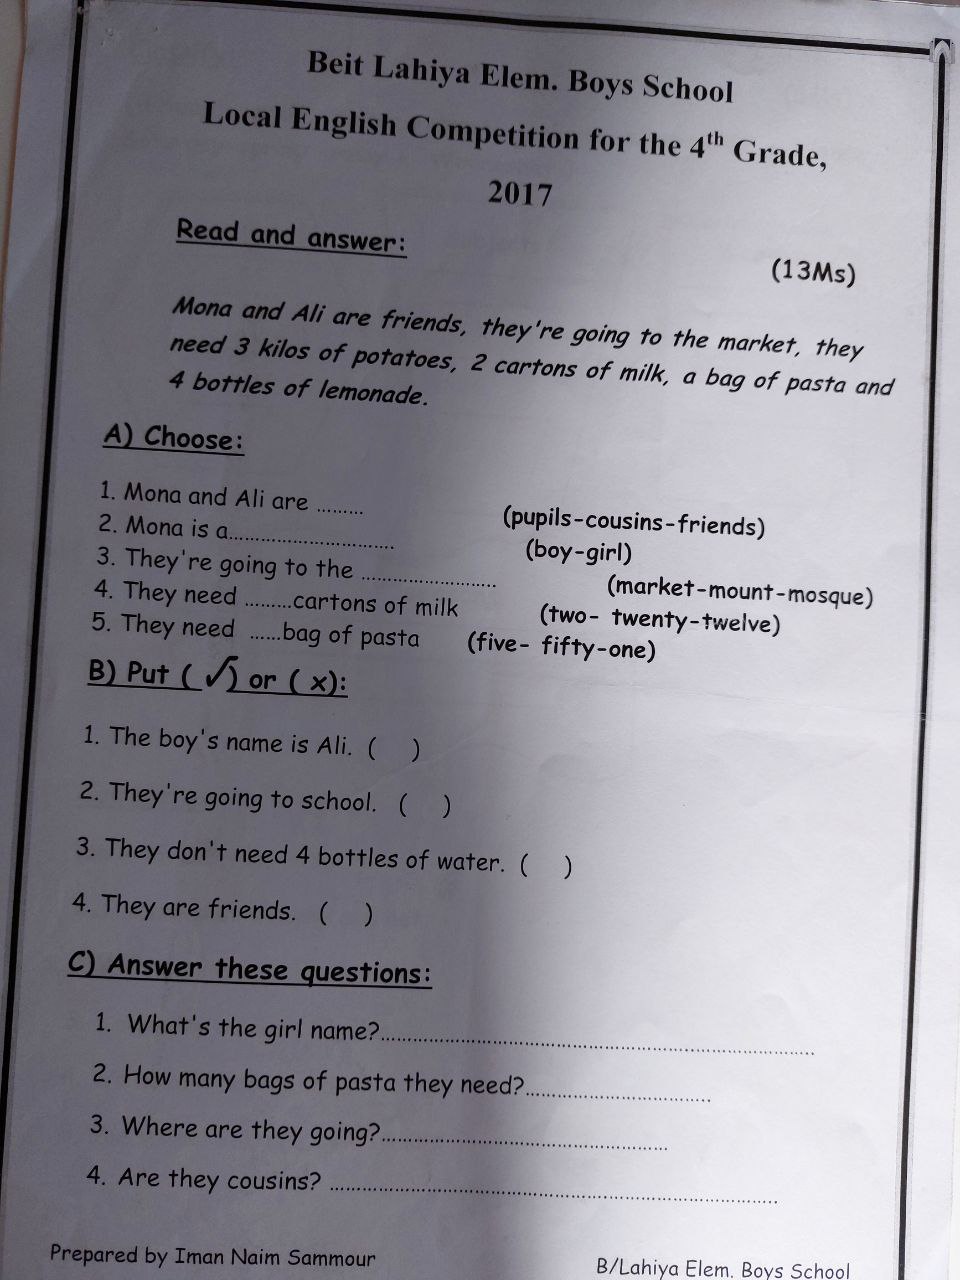 Beit Lahiya Elem. Boys School
Local English Competition for the 4th Grade,
2017
Read and answer:
(13Ms)
Mona and Ali are friends, they're going to the market, they
need 3 kilos of potatoes, 2 cartons of milk, a bag of pasta and
4 bottles of lemonade.
A) Choose:
1. Mona and Ali are ......... (pupils-cousins-friends)
2. Mona is a............................... (boy-girl)
3. They're going to the ......................... (market-mount-mosque)
4. They need .........cartons of milk (two- twenty-twelve)
5. They need ......bag of pasta (five- fifty-one)
B) Put ( √) or ( x):
1. The boy's name is Ali. ( )
2. They're going to school. ( )
3. They don't need 4 bottles of water. ( )
4. They are friends. ( )
C) Answer these questions:
1. What's the girl name?..................................................................................
2. How many bags of pasta they need?...................................
3. Where are they going?......................................................
4. Are they cousins? ....................................................................................
Prepared by Iman Naim Sammour
B/Lahiya Elem. Boys School